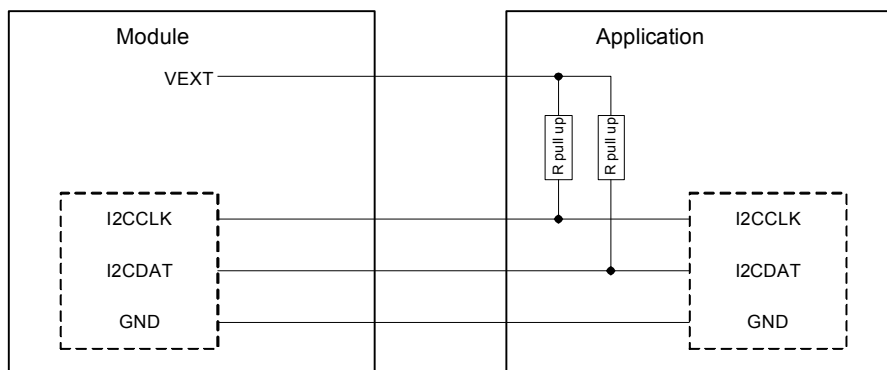 Module
Application
VEXT
R pull up
R pull up
I2CCLK
I2CCLK
I2CDAT
I2CDAT
GND
GND